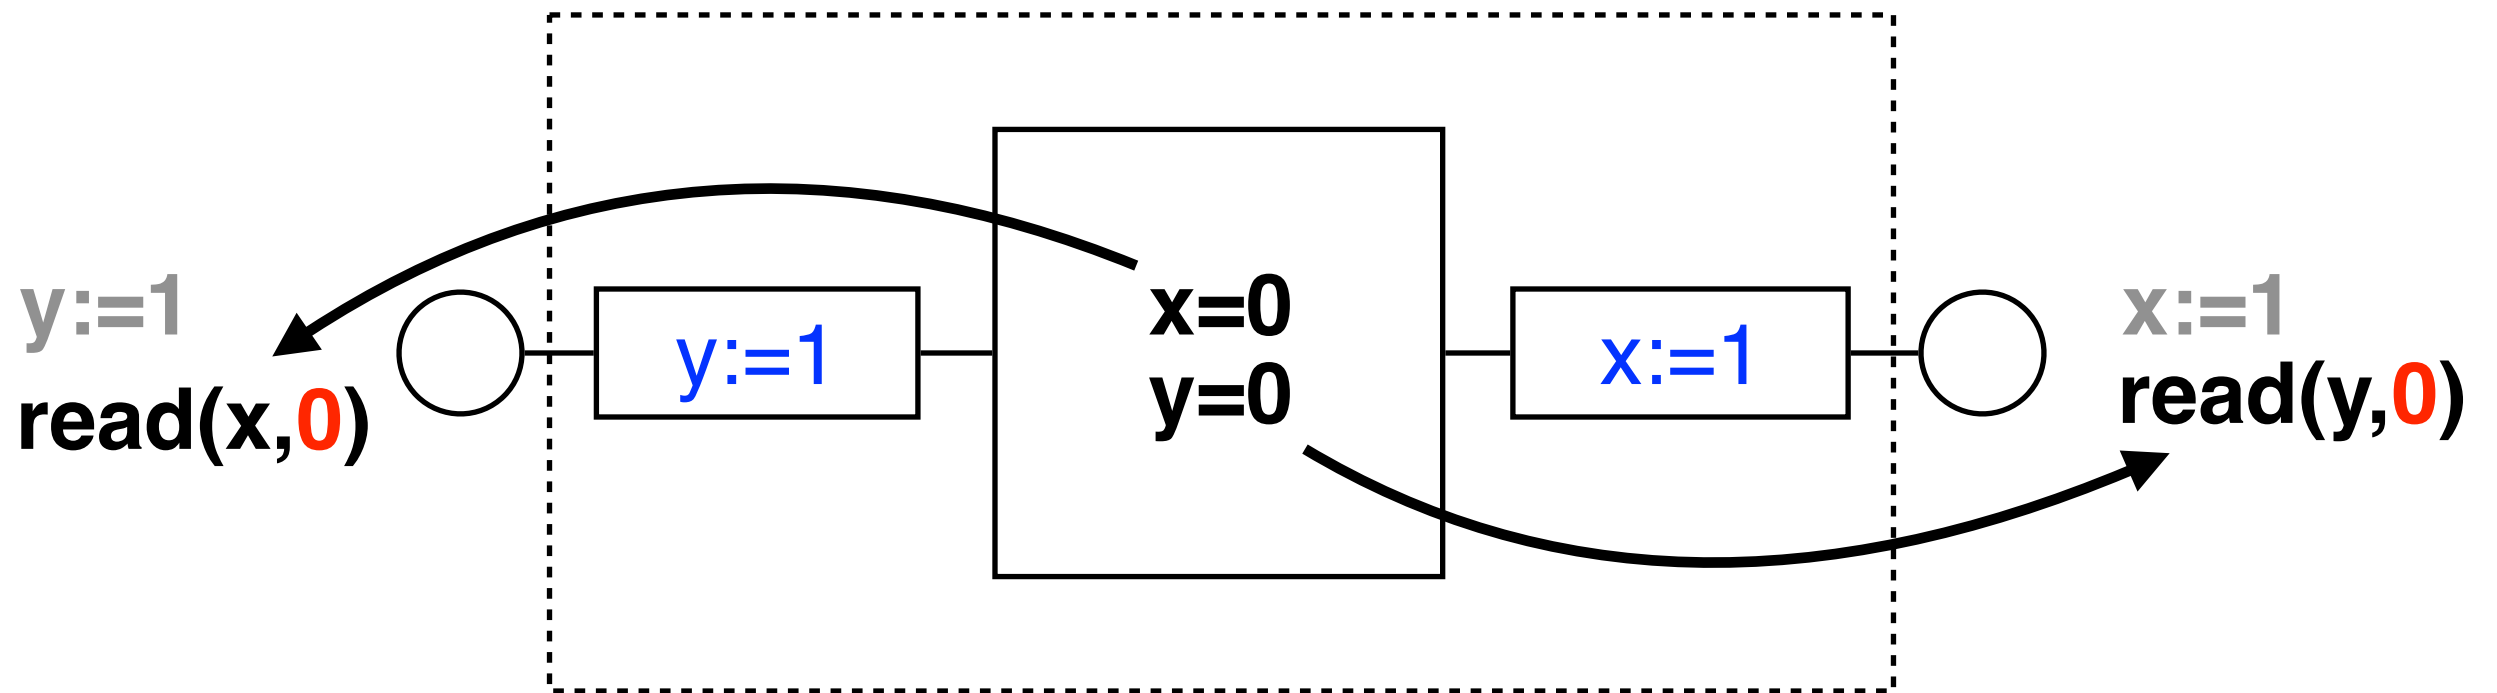 y:=1
read(x,0)
y:=1
x=0
y=0
x:=1
x:=1
read(y,0)